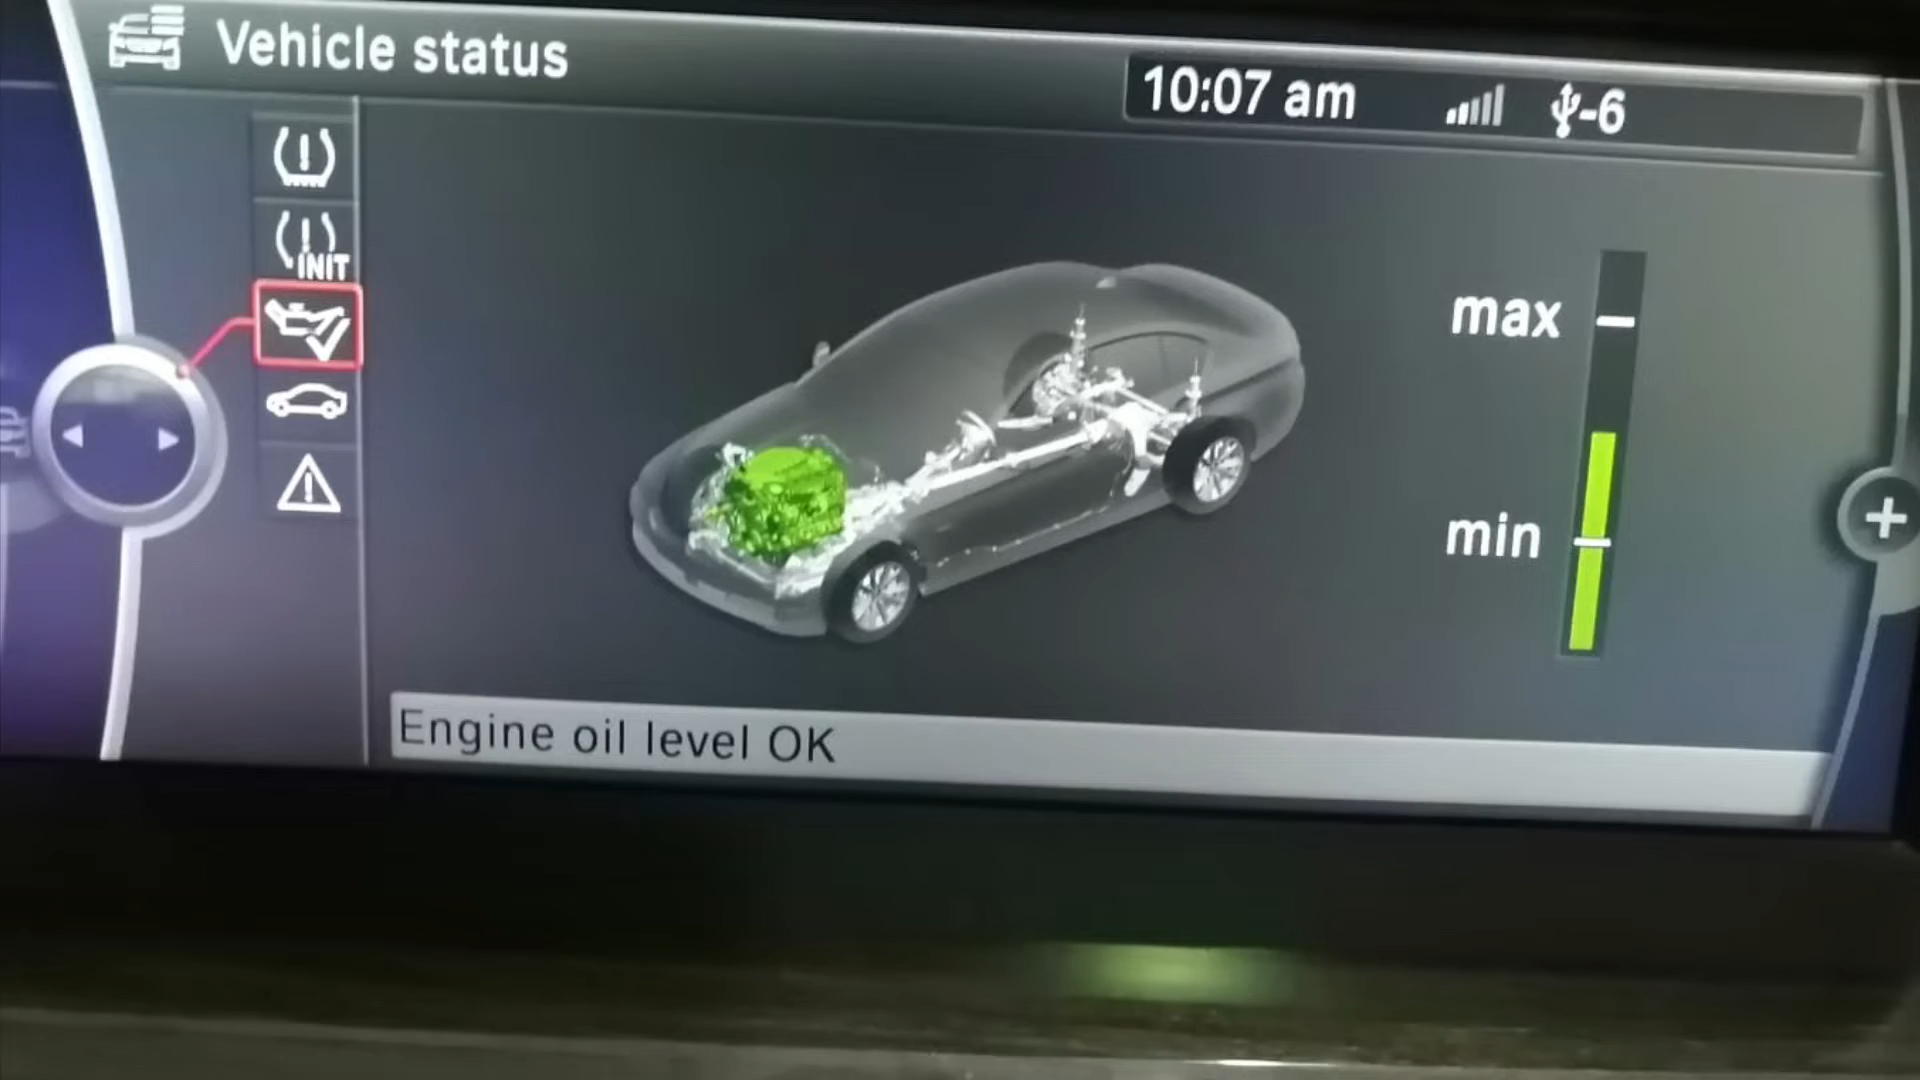 Vehicle status
10:07 am
-6
INIT
max
min
Engine oil level OK